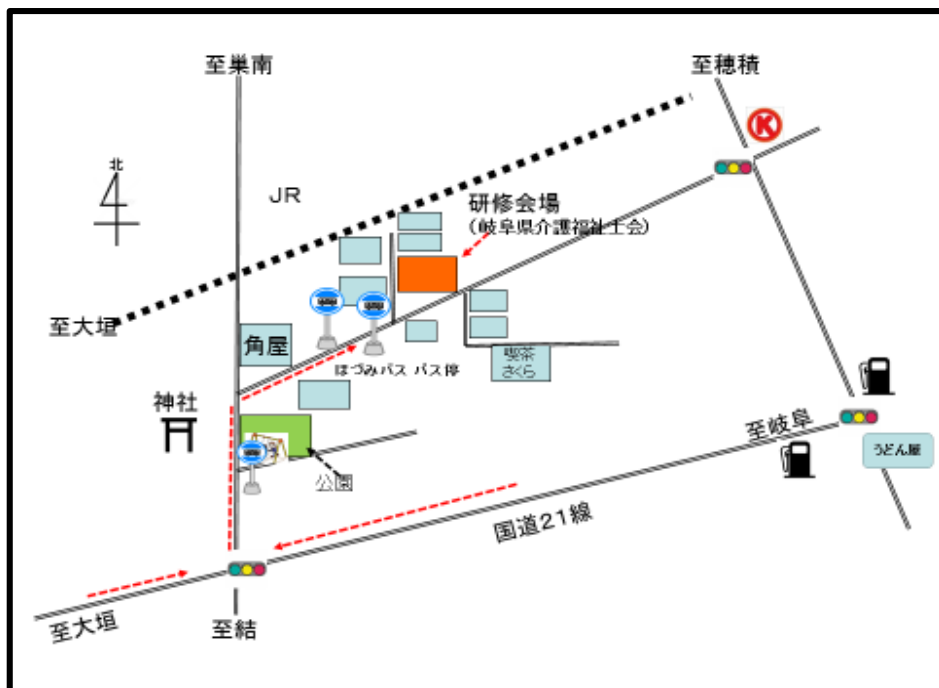 至巣南
至穂積
K
北
JR
研修会場
（岐阜県介護福祉士会）
至大垣
角屋
ほづみバス バス停
喫茶
さくら
神社
公園
至岐阜
うどん屋
国道21線
至大垣
至結